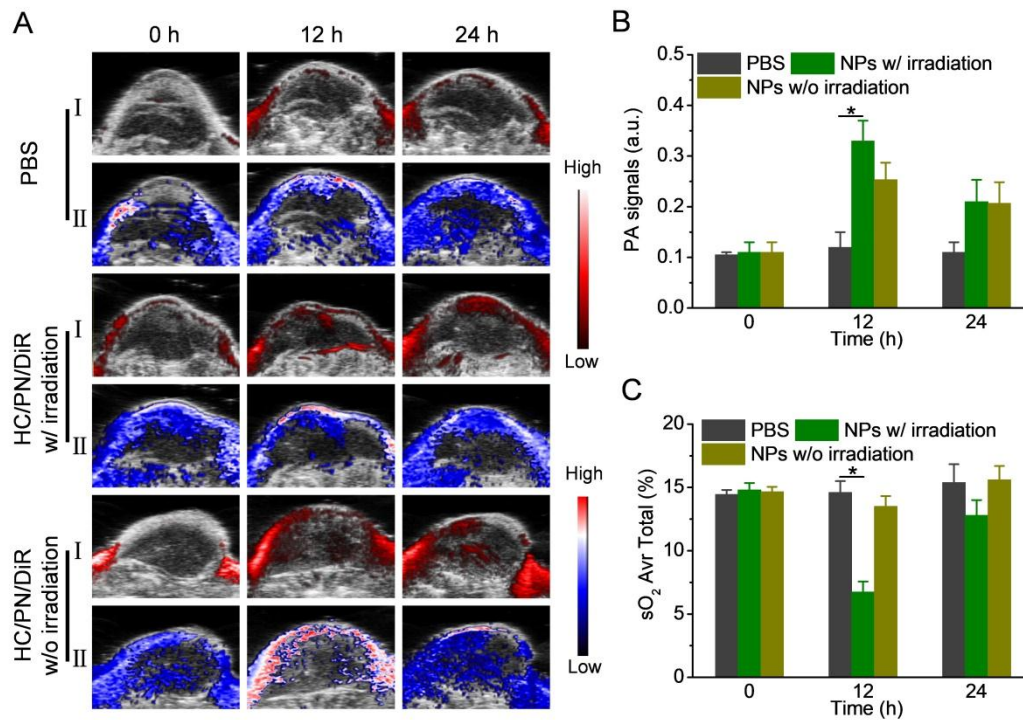 A
0 h
12 h
24 h
PBS
I
II
HC/PN/DiR
w/ irradiation
I
II
HC/PN/DiR
w/o irradiation
I
II
High
Low
High
Low
B
PBS
NPs w/ irradiation
NPs w/o irradiation
*
PA signals (a.u.)
0.5
0.4
0.3
0.2
0.1
0.0
0
12
24
Time (h)
C
PBS
NPs w/ irradiation
NPs w/o irradiation
*
sO₂ Avr Total (%)
20
15
10
5
0
0
12
24
Time (h)